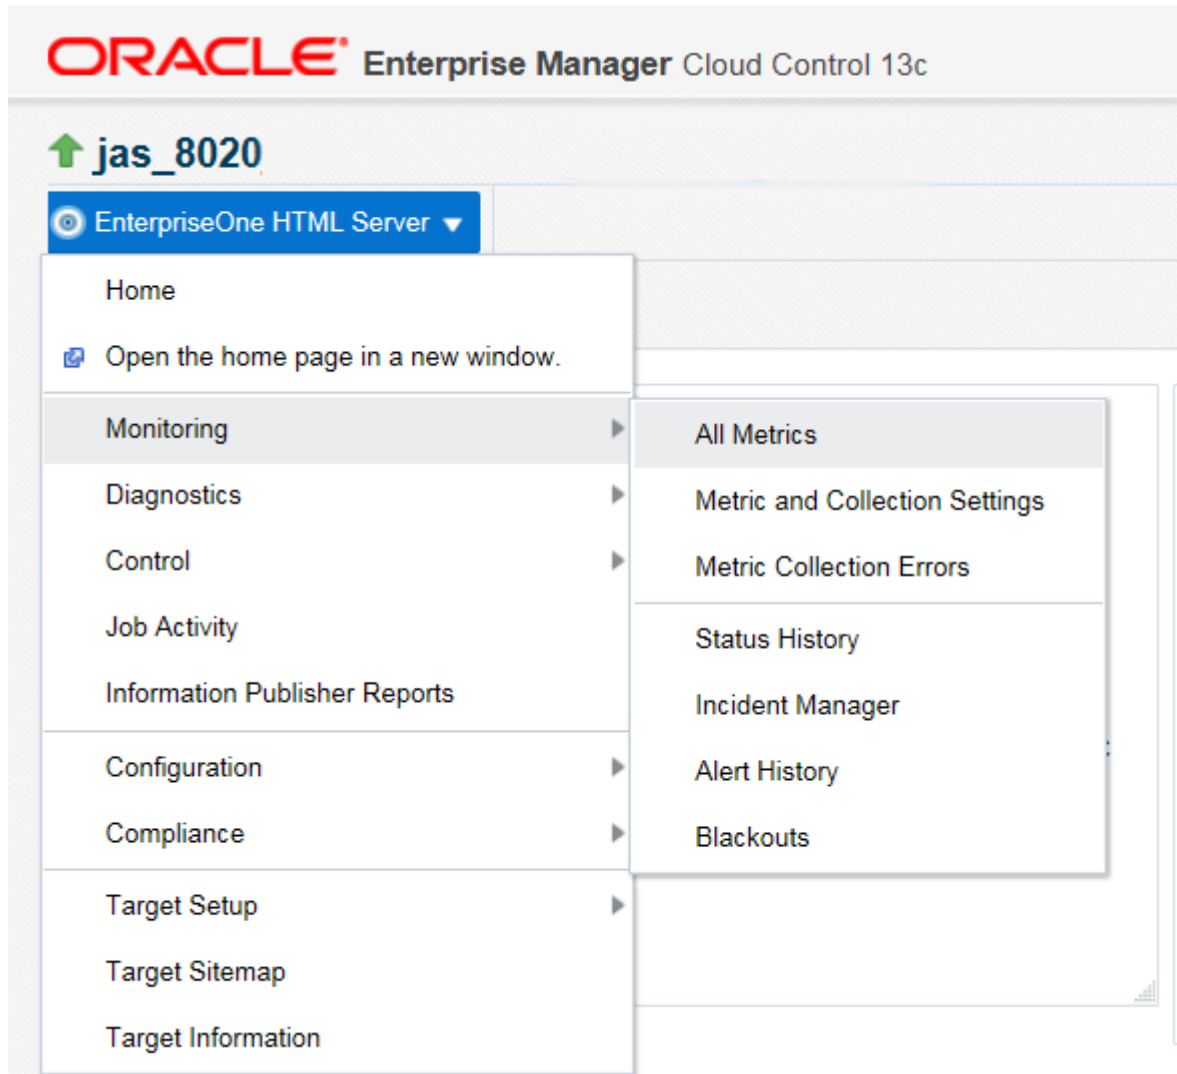 ORACLE Enterprise Manager Cloud Control 13c
jas_8020
EnterpriseOne HTML Server
Home
Open the home page in a new window.
Monitoring
Diagnostics
Control
Job Activity
Information Publisher Reports
Configuration
Compliance
Target Setup
Target Sitemap
Target Information
All Metrics
Metric and Collection Settings
Metric Collection Errors
Status History
Incident Manager
Alert History
Blackouts